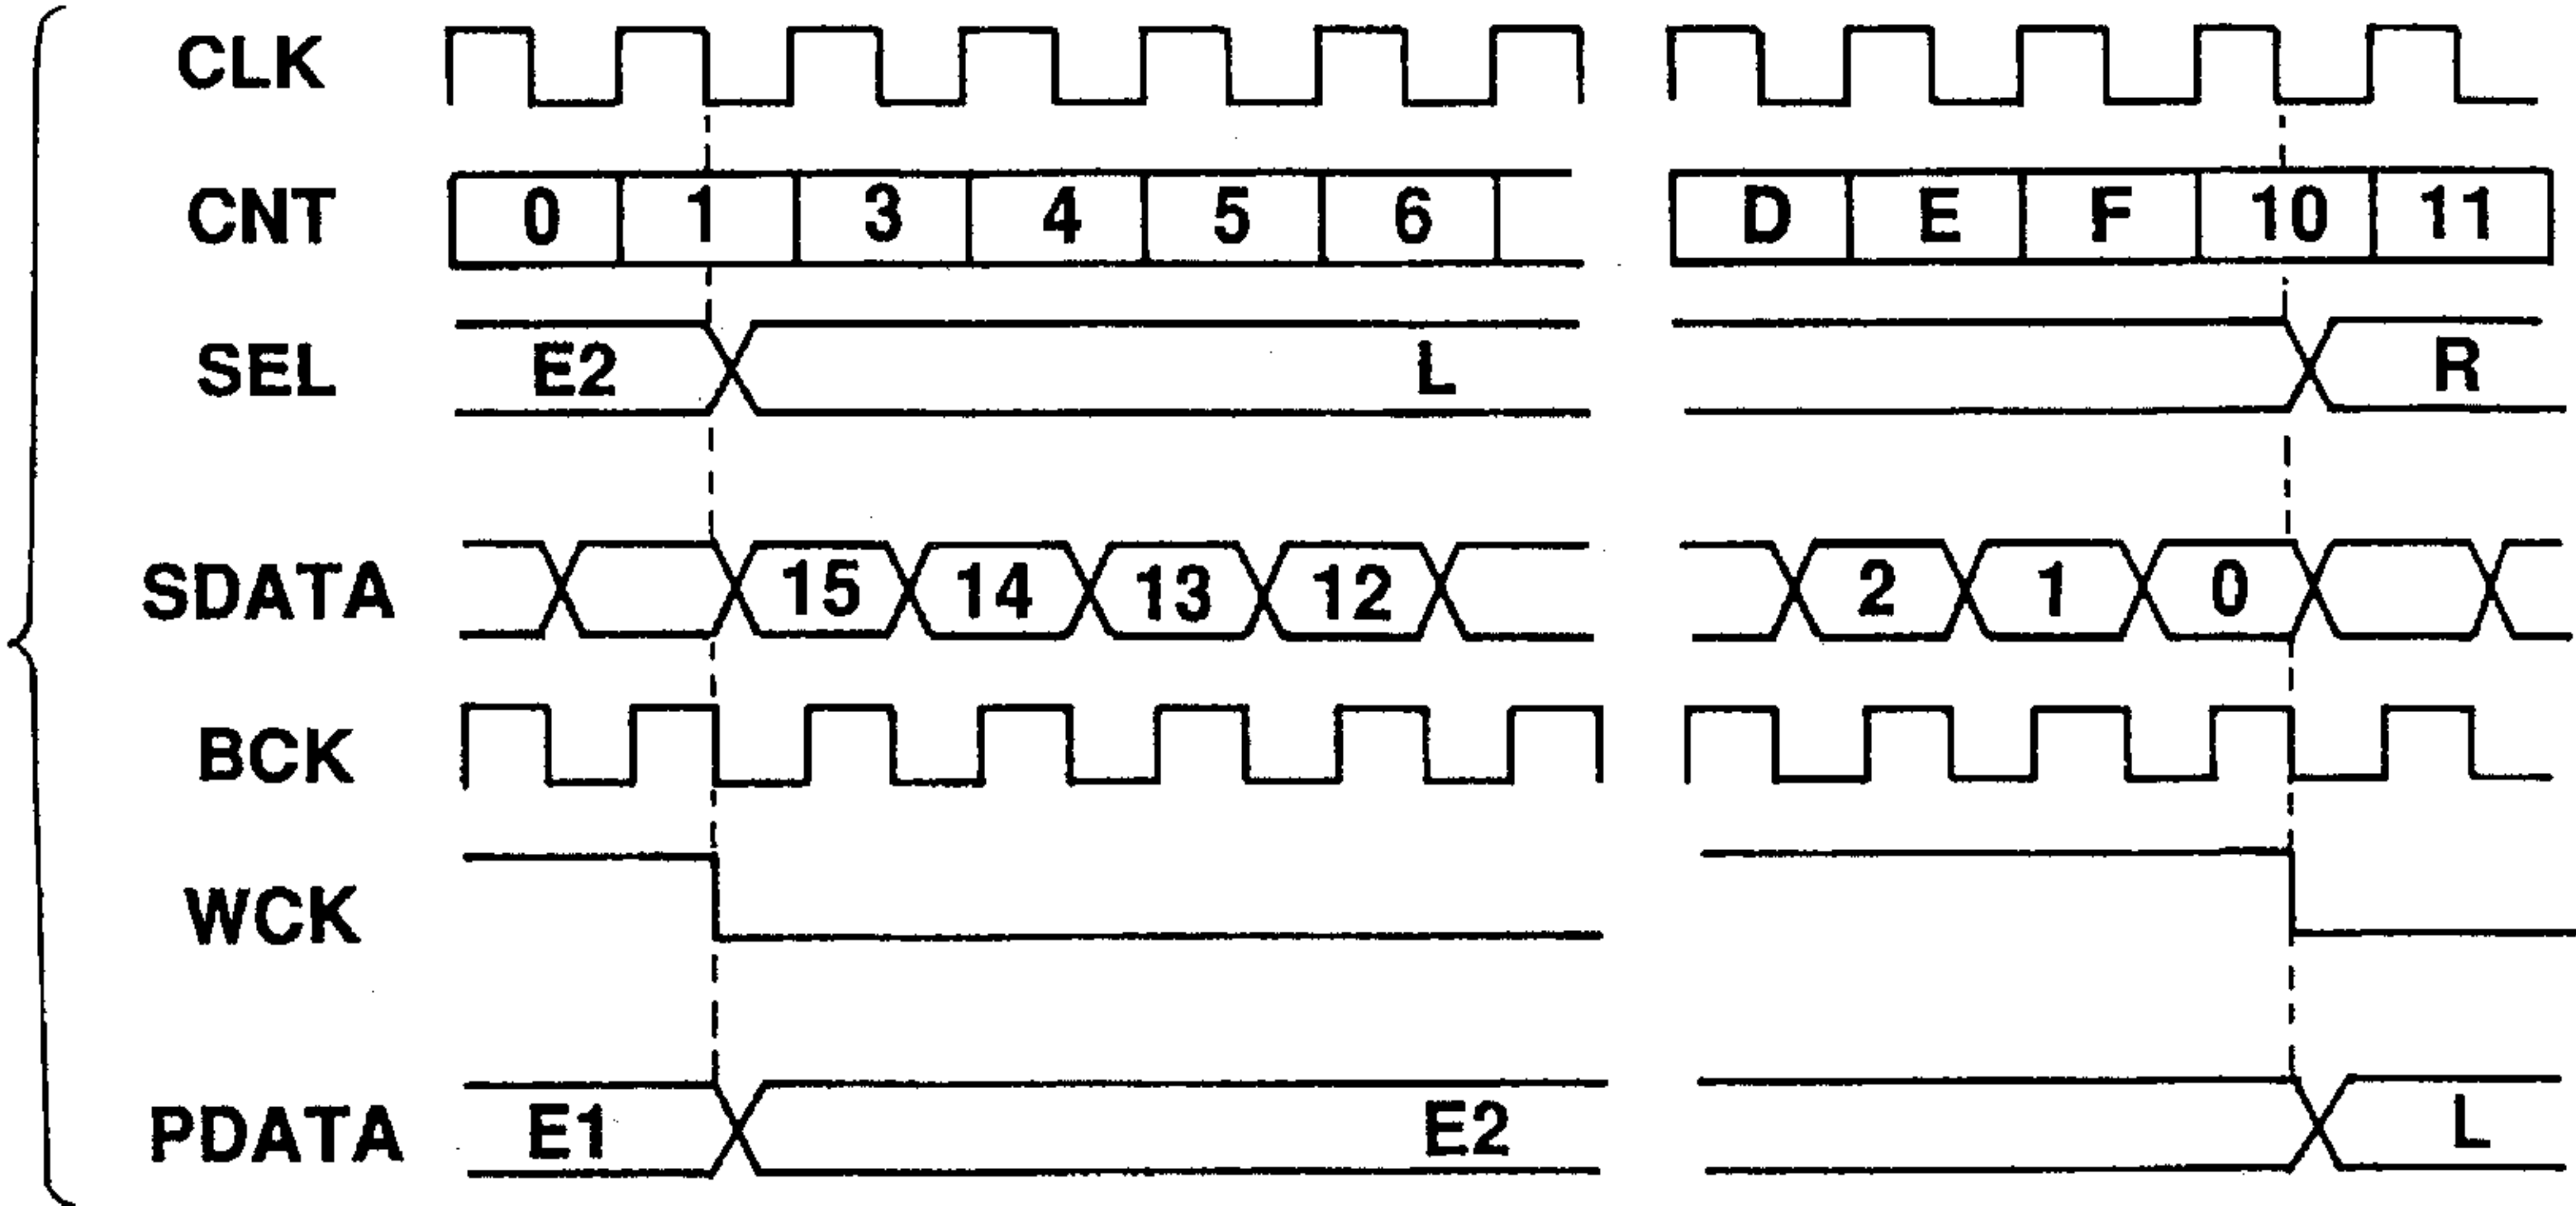 CLK
CNT 0 1 3 4 5 6 D E F 10 11
SEL E2 L R
SDATA 15 14 13 12 2 1 0
BCK
WCK
PDATA E1 E2 L